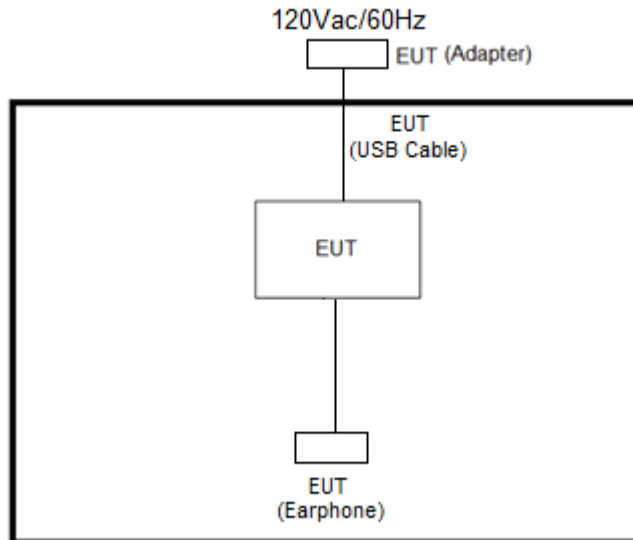 120Vac/60Hz
EUT (Adapter)
EUT
(USB Cable)
EUT
EUT
(Earphone)